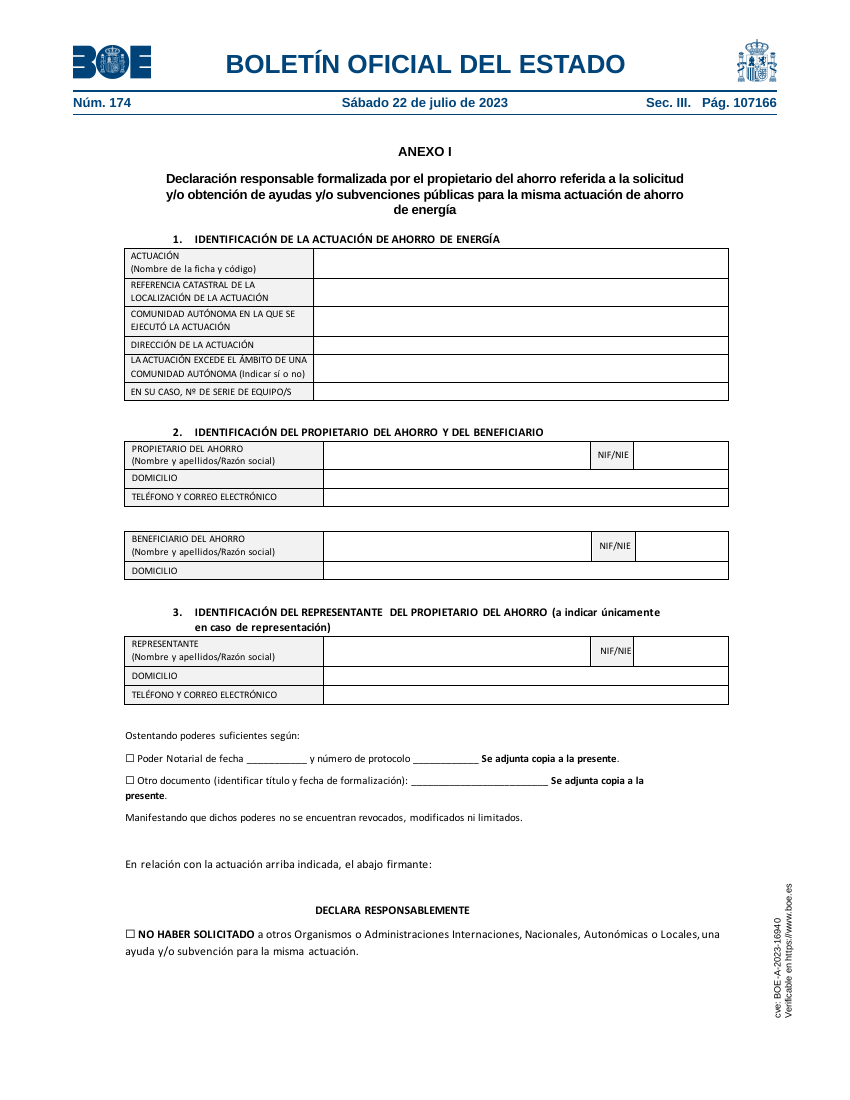 BOE
BOLETÍN OFICIAL DEL ESTADO
Núm. 174 Sábado 22 de julio de 2023 Sec. III. Pág. 107166
ANEXO I
Declaración responsable formalizada por el propietario del ahorro referida a la solicitud
y/o obtención de ayudas y/o subvenciones públicas para la misma actuación de ahorro
de energía
1. IDENTIFICACIÓN DE LA ACTUACIÓN DE AHORRO DE ENERGÍA
ACTUACIÓN
(Nombre de la ficha y código)
REFERENCIA CATASTRAL DE LA
LOCALIZACIÓN DE LA ACTUACIÓN
COMUNIDAD AUTÓNOMA EN LA QUE SE
EJECUTÓ LA ACTUACIÓN
DIRECCIÓN DE LA ACTUACIÓN
LA ACTUACIÓN EXCEDE EL ÁMBITO DE UNA
COMUNIDAD AUTÓNOMA (Indicar sí o no)
EN SU CASO, Nº DE SERIE DE EQUIPO/S
2. IDENTIFICACIÓN DEL PROPIETARIO DEL AHORRO Y DEL BENEFICIARIO
PROPIETARIO DEL AHORRO
(Nombre y apellidos/Razón social)
NIF/NIE
DOMICILIO
TELÉFONO Y CORREO ELECTRÓNICO
BENEFICIARIO DEL AHORRO
(Nombre y apellidos/Razón social)
NIF/NIE
DOMICILIO
3. IDENTIFICACIÓN DEL REPRESENTANTE DEL PROPIETARIO DEL AHORRO (a indicar únicamente
en caso de representación)
REPRESENTANTE
(Nombre y apellidos/Razón social)
NIF/NIE
DOMICILIO
TELÉFONO Y CORREO ELECTRÓNICO
Ostentando poderes suficientes según:
☐ Poder Notarial de fecha ___________ y número de protocolo ____________ Se adjunta copia a la presente.
☐ Otro documento (identificar título y fecha de formalización): _________________________ Se adjunta copia a la
presente.
Manifestando que dichos poderes no se encuentran revocados, modificados ni limitados.
En relación con la actuación arriba indicada, el abajo firmante:
DECLARA RESPONSABLEMENTE
☐ NO HABER SOLICITADO a otros Organismos o Administraciones Internaciones, Nacionales, Autonómicas o Locales, una
ayuda y/o subvención para la misma actuación.
cve: BOE-A-2023-16940
Verificable en https://www.boe.es